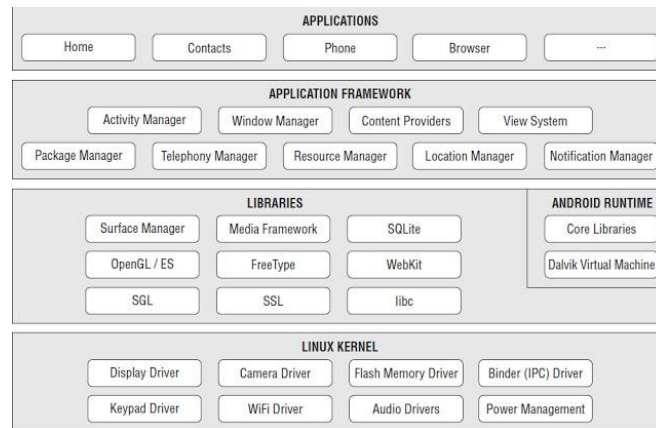 APPLICATIONS
Home Contacts Phone Browser ...
APPLICATION FRAMEWORK
Activity Manager Window Manager Content Providers View System
Package Manager Telephony Manager Resource Manager Location Manager Notification Manager
LIBRARIES
Surface Manager Media Framework SQLite
OpenGL / ES FreeType WebKit
SGL SSL libc
ANDROID RUNTIME
Core Libraries
Dalvik Virtual Machine
LINUX KERNEL
Display Driver Camera Driver Flash Memory Driver Binder (IPC) Driver
Keypad Driver WiFi Driver Audio Drivers Power Management